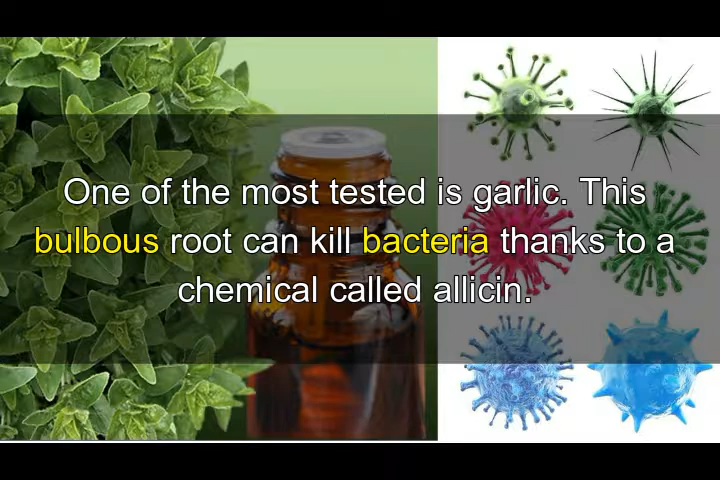 One of the most tested is garlic. This
bulbous root can kill bacteria thanks to a
chemical called allicin.